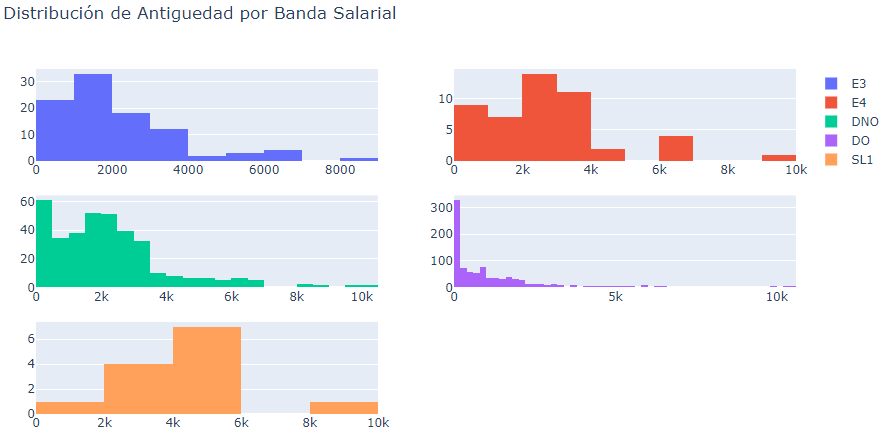 Distribución de Antiguedad por Banda Salarial
30
20
10
0
0 2000 4000 6000 8000
10
5
0
0 2k 4k 6k 8k 10k
E3
E4
DNO
DO
SL1
60
40
20
0
0 2k 4k 6k 8k 10k
300
200
100
0
0 5k 10k
6
4
2
0
0 2k 4k 6k 8k 10k